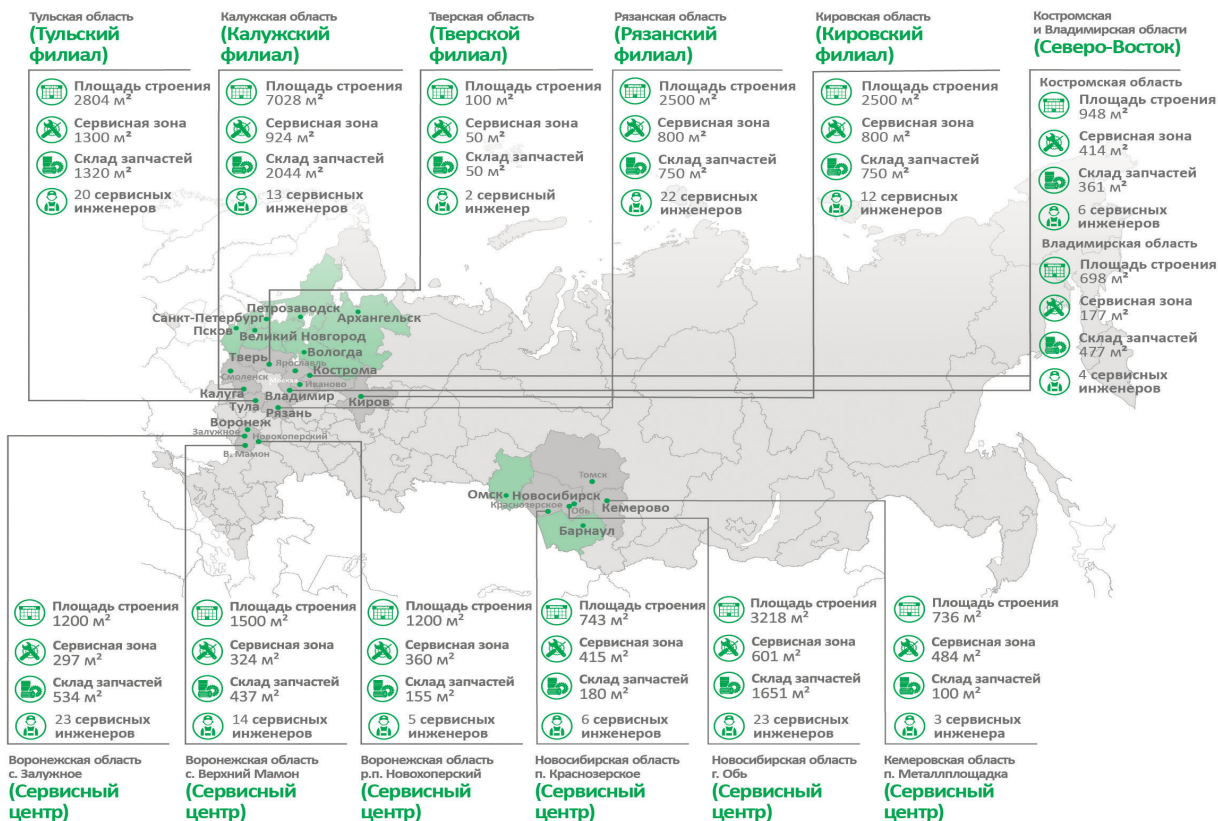 Тульская область
(Тульский
филиал)
Площадь строения
2804 м²
Сервисная зона
1300 м²
Склад запчастей
1320 м²
20 сервисных
инженеров
Калужская область
(Калужский
филиал)
Площадь строения
7028 м²
Сервисная зона
924 м²
Склад запчастей
2044 м²
13 сервисных
инженеров
Тверская область
(Тверской
филиал)
Площадь строения
100 м²
Сервисная зона
50 м²
Склад запчастей
50 м²
2 сервисный
инженер
Рязанская область
(Рязанский
филиал)
Площадь строения
2500 м²
Сервисная зона
800 м²
Склад запчастей
750 м²
22 сервисных
инженеров
Кировская область
(Кировский
филиал)
Площадь строения
2500 м²
Сервисная зона
800 м²
Склад запчастей
750 м²
12 сервисных
инженеров
Костромская
и Владимирская области
(Северо-Восток)
Костромская область
Площадь строения
948 м²
Сервисная зона
414 м²
Склад запчастей
361 м²
6 сервисных
инженеров
Владимирская область
Площадь строения
698 м²
Сервисная зона
177 м²
Склад запчастей
477 м²
4 сервисных
инженеров
Петрозаводск
Санкт-Петербург
Архангельск
Псков
Великий Новгород
Вологда
Тверь
Ярославль
Кострома
Смоленск
Москва
Иваново
Калуга
Владимир
Киров
Тула
Рязань
Воронеж
Залужное
Новохоперский
В. Мамон
Томск
Омск
Новосибирск
Краснозерское
Обь
Кемерово
Барнаул
Площадь строения
1200 м²
Сервисная зона
297 м²
Склад запчастей
534 м²
23 сервисных
инженеров
Воронежская область
с. Залужное
(Сервисный
центр)
Площадь строения
1500 м²
Сервисная зона
324 м²
Склад запчастей
437 м²
14 сервисных
инженеров
Воронежская область
с. Верхний Мамон
(Сервисный
центр)
Площадь строения
1200 м²
Сервисная зона
360 м²
Склад запчастей
155 м²
5 сервисных
инженеров
Воронежская область
р.п. Новохоперский
(Сервисный
центр)
Площадь строения
743 м²
Сервисная зона
415 м²
Склад запчастей
180 м²
6 сервисных
инженеров
Новосибирская область
п. Краснозерское
(Сервисный
центр)
Площадь строения
3218 м²
Сервисная зона
601 м²
Склад запчастей
1651 м²
23 сервисных
инженеров
Новосибирская область
г. Обь
(Сервисный
центр)
Площадь строения
736 м²
Сервисная зона
484 м²
Склад запчастей
100 м²
3 сервисных
инженера
Кемеровская область
п. Металлплощадка
(Сервисный
центр)